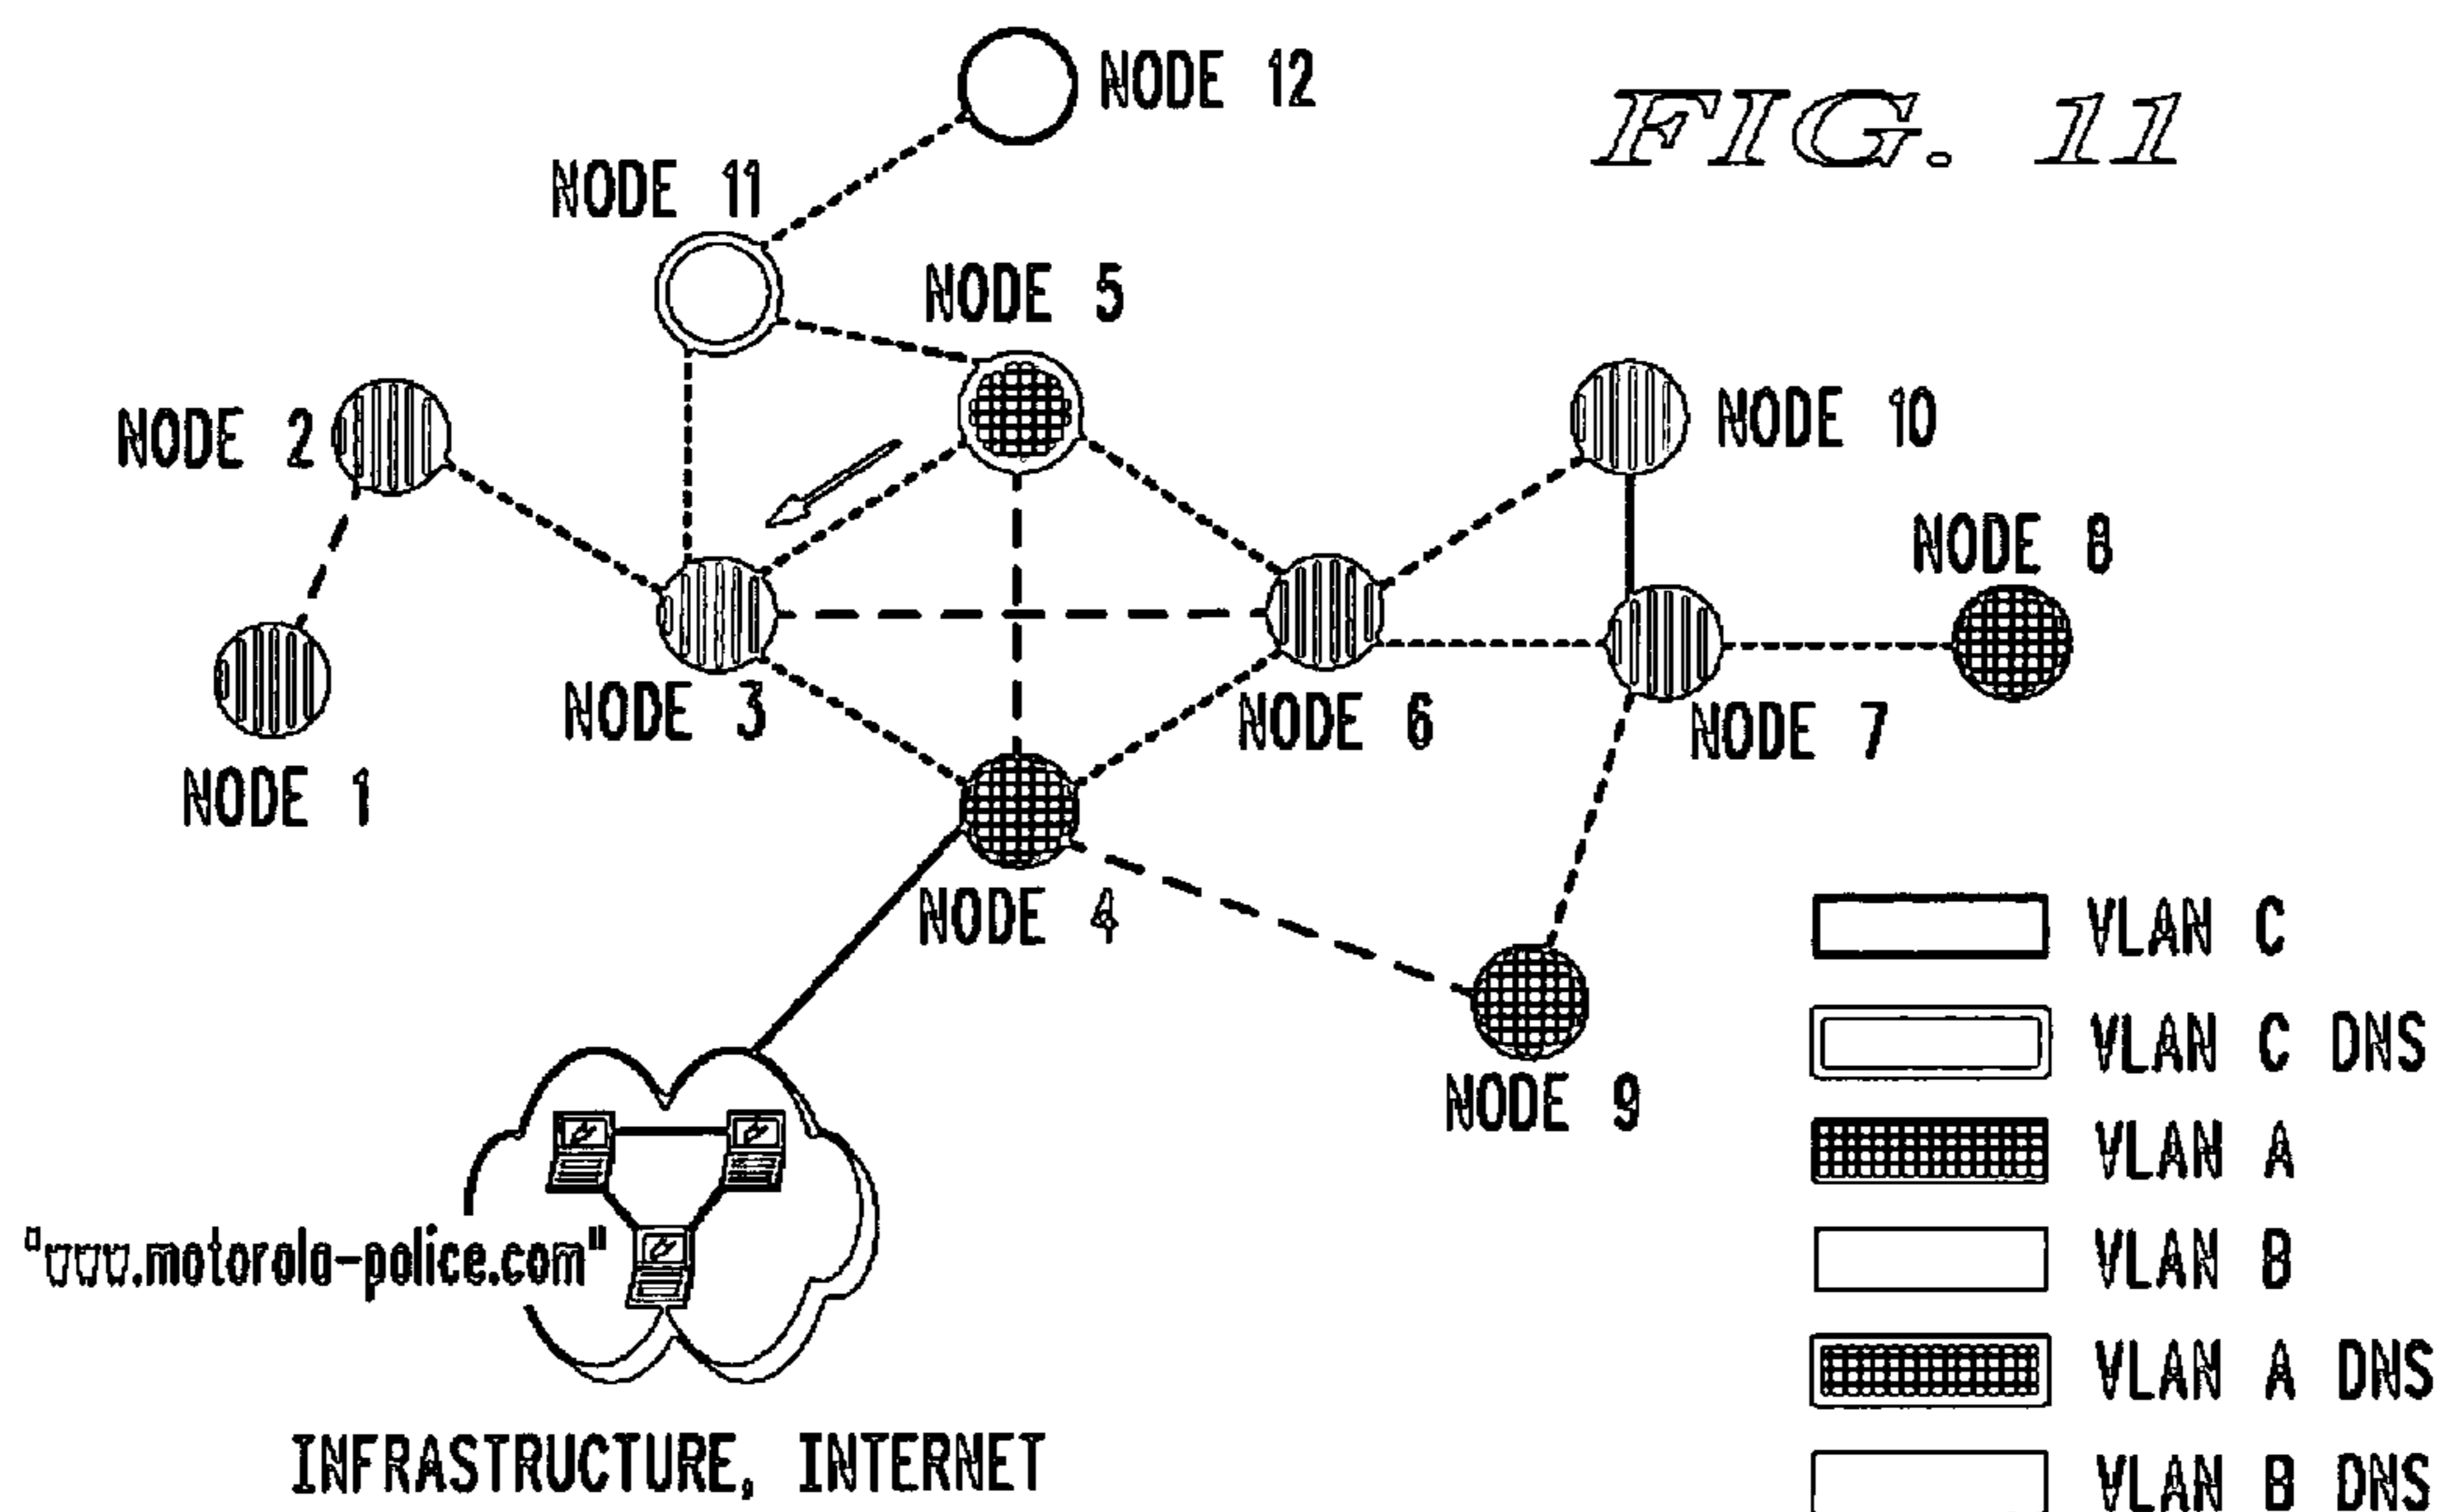 FIG. 11
NODE 12
NODE 11
NODE 5
NODE 2
NODE 10
NODE 8
NODE 3
NODE 6
NODE 7
NODE 1
NODE 4
NODE 9
VLAN C
VLAN C DNS
VLAN A
VLAN B
VLAN A DNS
VLAN B DNS
"www.motorola-police.com"
INFRASTRUCTURE, INTERNET